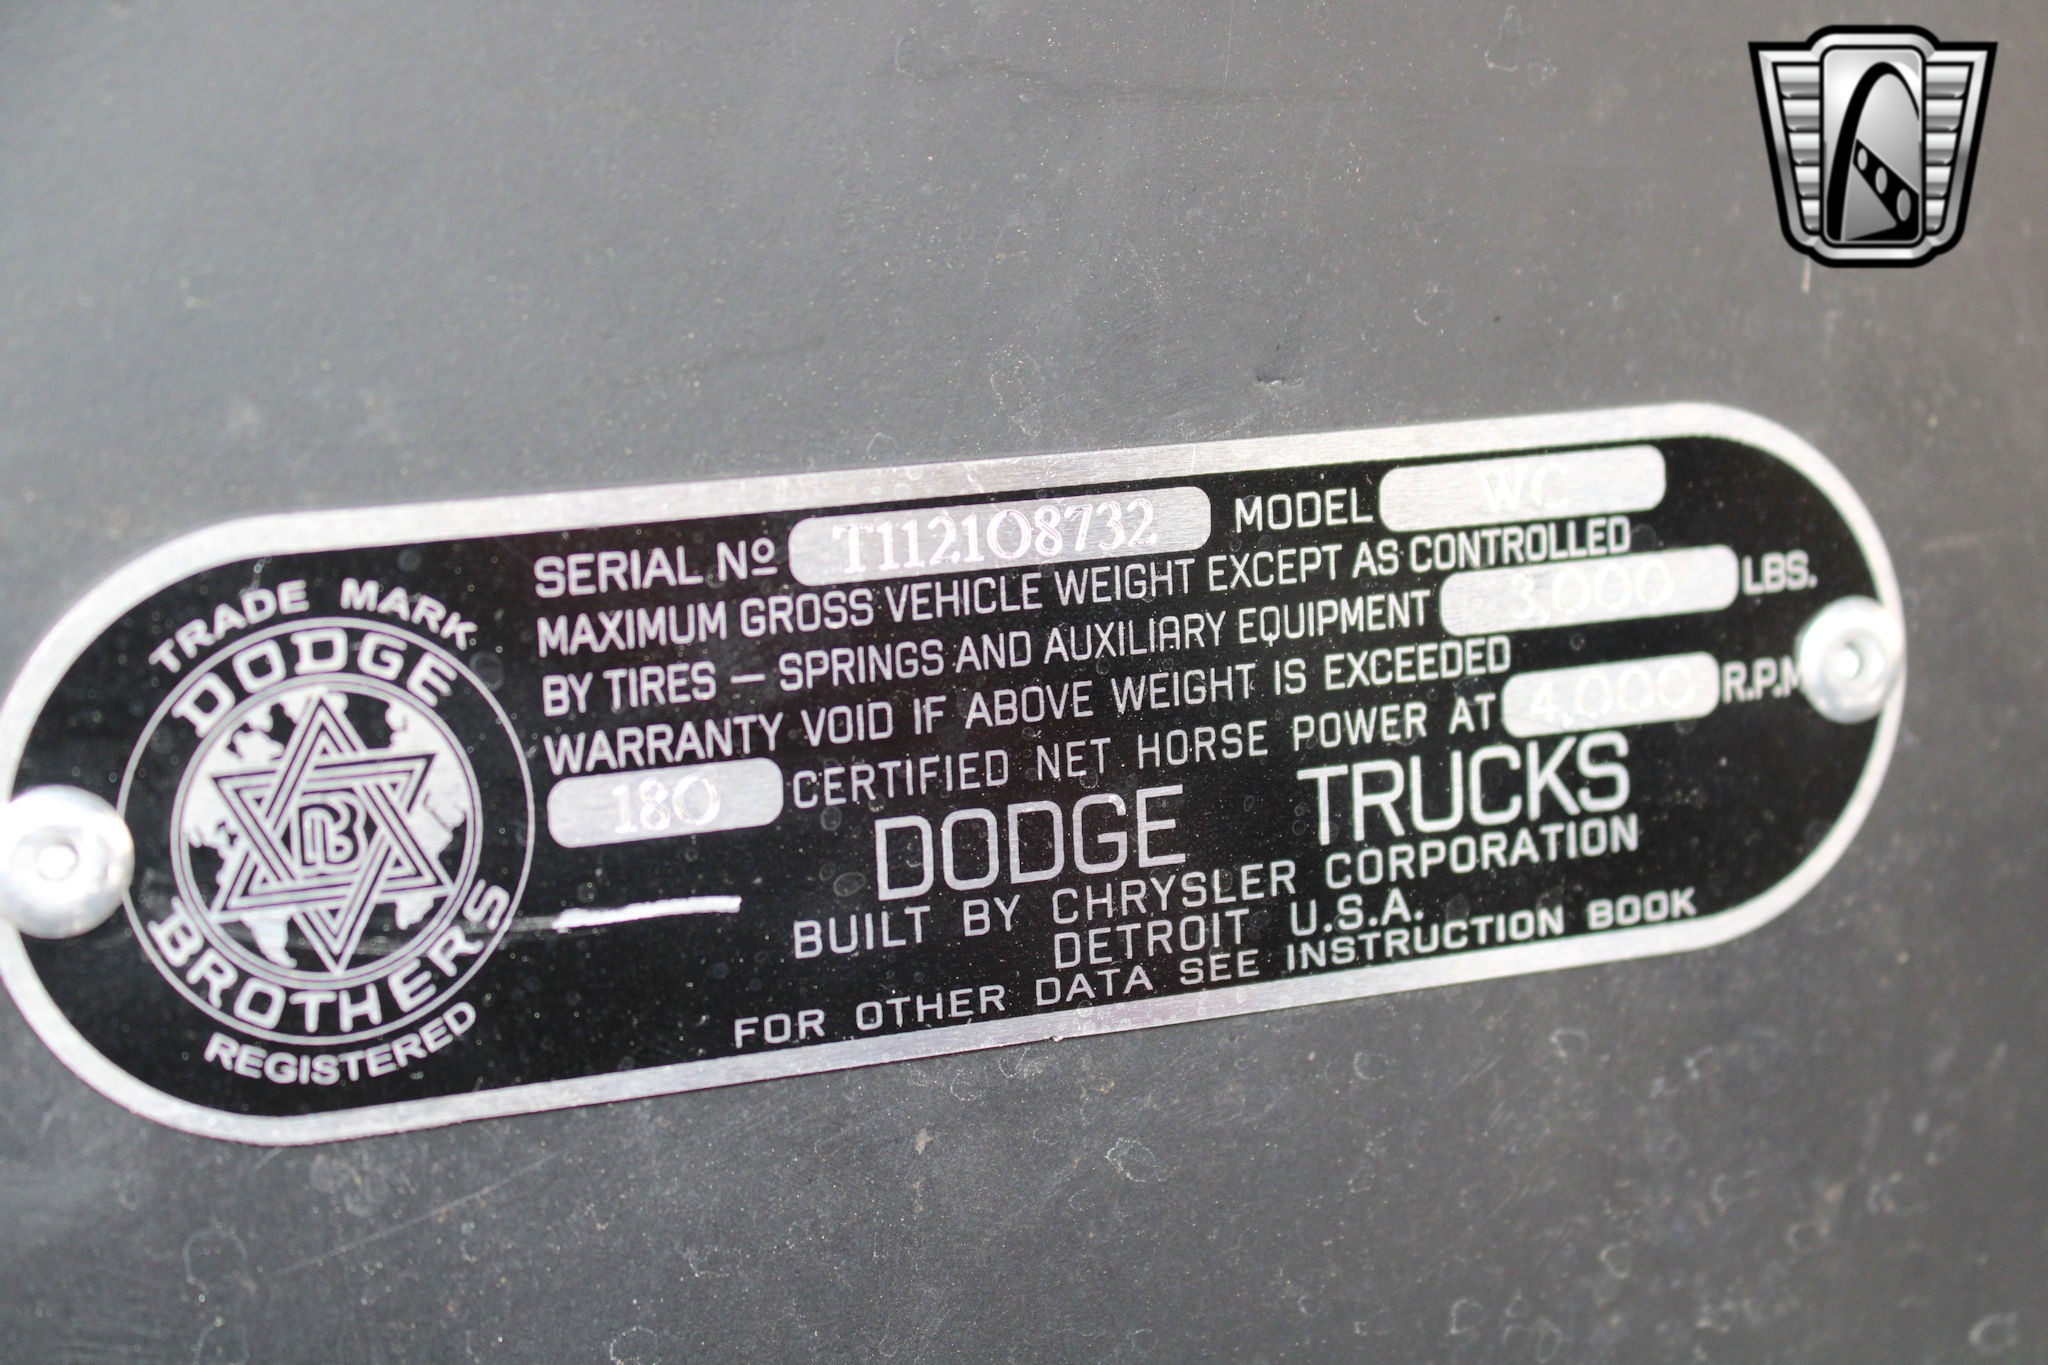 TRADE MARK
DODGE
BROTHERS
REGISTERED
DB
SERIAL Nº T112108732 MODEL WC
MAXIMUM GROSS VEHICLE WEIGHT EXCEPT AS CONTROLLED
BY TIRES — SPRINGS AND AUXILIARY EQUIPMENT 3,000 LBS.
WARRANTY VOID IF ABOVE WEIGHT IS EXCEEDED
180 CERTIFIED NET HORSE POWER AT 4,000 R.P.M
DODGE TRUCKS
BUILT BY CHRYSLER CORPORATION
DETROIT U.S.A.
FOR OTHER DATA SEE INSTRUCTION BOOK